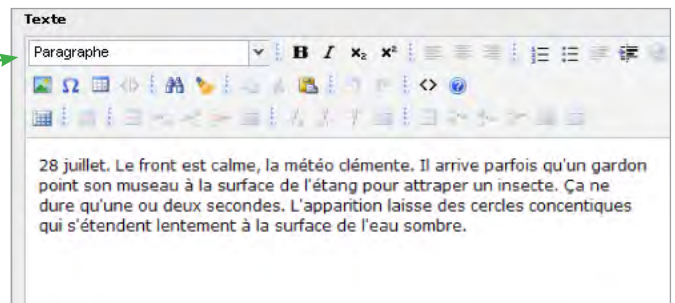 Texte
Paragraphe
B I x₂ x²
28 juillet. Le front est calme, la météo clémente. Il arrive parfois qu'un gardon
point son museau à la surface de l'étang pour attraper un insecte. Ça ne
dure qu'une ou deux secondes. L'apparition laisse des cercles concentiques
qui s'étendent lentement à la surface de l'eau sombre.